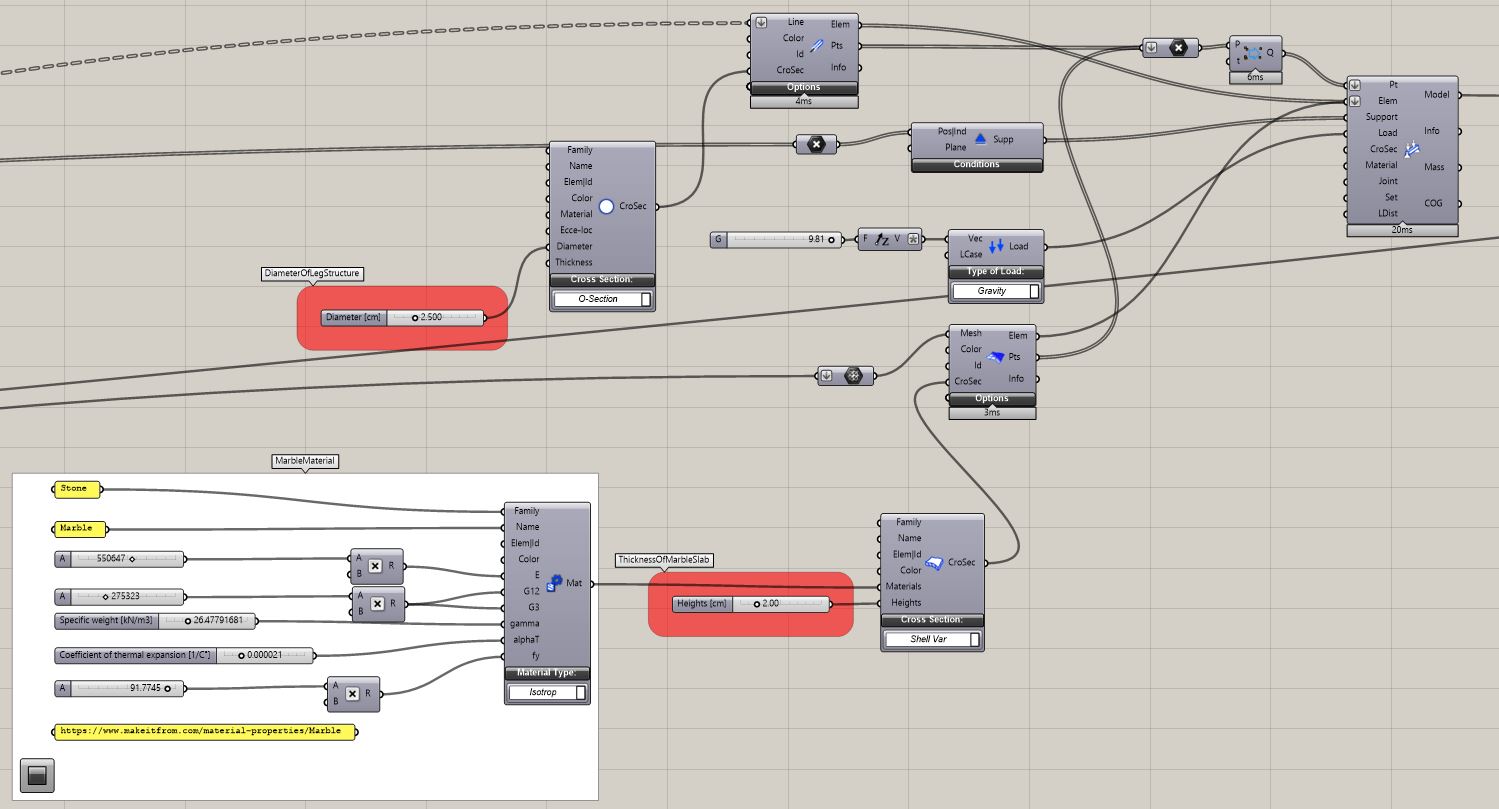 Line
Color
Id
CroSec
Elem
Pts
Info
Options
4ms
P
t
Q
6ms
Pt
Elem
Support
Load
CroSec
Material
Joint
Set
LDist
Model
Info
Mass
COG
20ms
Pos|Ind
Plane
Supp
Conditions
Family
Name
Elem|Id
Color
Material
Ecce-loc
Diameter
Thickness
CroSec
Cross Section:
O-Section
G 9.81
F Z V
Vec
LCase
Load
Type of Load:
Gravity
DiameterOfLegStructure
Diameter [cm] 2.500
Mesh
Color
Id
CroSec
Elem
Pts
Info
Options
3ms
MarbleMaterial
Stone
Marble
A 550647
A
B
R
A 275323
A
B
R
Specific weight [kN/m3] 26.47791681
Coefficient of thermal expansion [1/C°] 0.000021
A 91.7745
A
B
R
https://www.makeitfrom.com/material-properties/Marble
Family
Name
Elem|Id
Color
E
G12
G3
gamma
alphaT
fy
Mat
Material Type:
Isotrop
ThicknessOfMarbleSlab
Heights [cm] 2.00
Family
Name
Elem|Id
Color
Materials
Heights
CroSec
Cross Section:
Shell Var